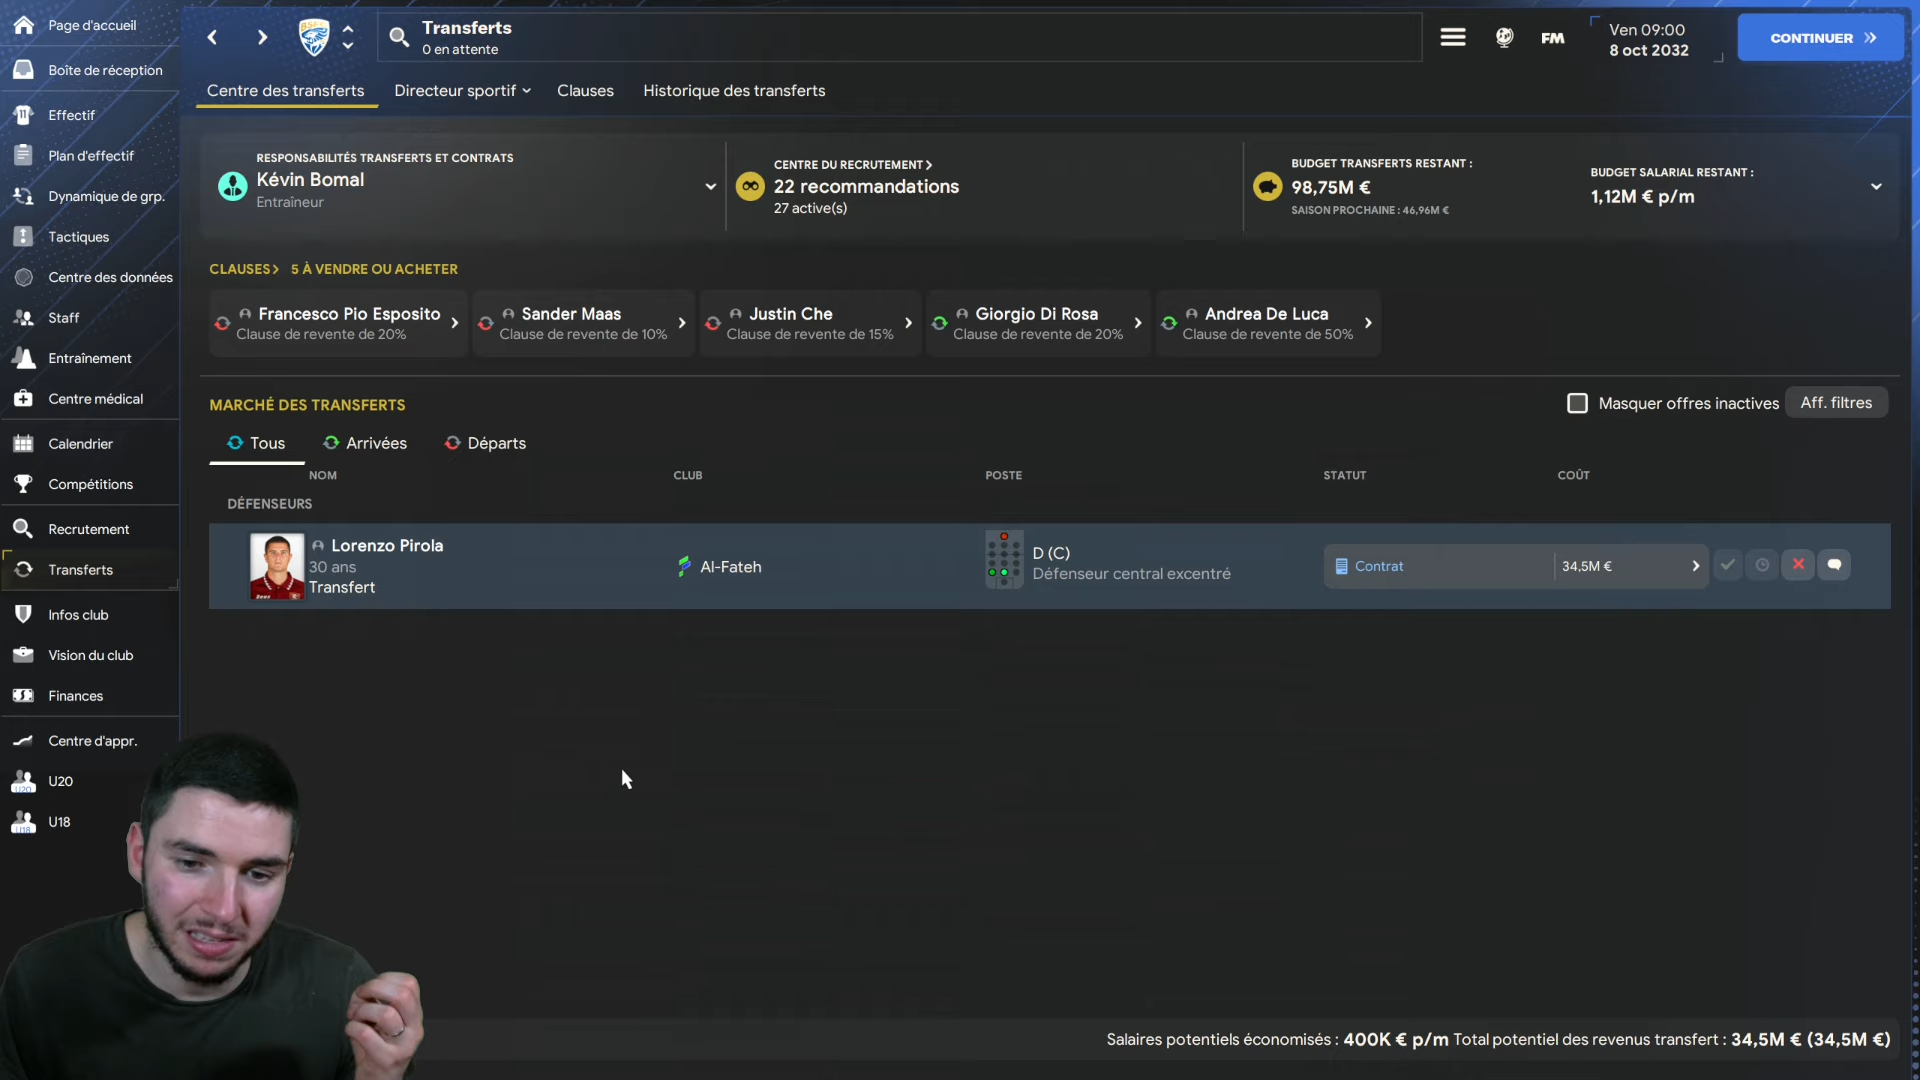 Page d'accueil
Boîte de réception
Effectif
Plan d'effectif
Dynamique de grp.
Tactiques
Centre des données
Staff
Entraînement
Centre médical
Calendrier
Compétitions
Recrutement
Transferts
Infos club
Vision du club
Finances
Centre d'appr.
U20
U18
Transferts
0 en attente
FM
Ven 09:00
8 oct 2032
CONTINUER
Centre des transferts
Directeur sportif
Clauses
Historique des transferts
RESPONSABILITÉS TRANSFERTS ET CONTRATS
Kévin Bomal
Entraîneur
CENTRE DU RECRUTEMENT
22 recommandations
27 active(s)
BUDGET TRANSFERTS RESTANT :
98,75M €
SAISON PROCHAINE : 46,96M €
BUDGET SALARIAL RESTANT :
1,12M € p/m
CLAUSES 5 À VENDRE OU ACHETER
Francesco Pio Esposito
Clause de revente de 20%
Sander Maas
Clause de revente de 10%
Justin Che
Clause de revente de 15%
Giorgio Di Rosa
Clause de revente de 20%
Andrea De Luca
Clause de revente de 50%
MARCHÉ DES TRANSFERTS
Masquer offres inactives
Aff. filtres
Tous
Arrivées
Départs
NOM CLUB POSTE STATUT COÛT
DÉFENSEURS
Lorenzo Pirola
30 ans
Transfert
Al-Fateh
D (C)
Défenseur central excentré
Contrat
34,5M €
Salaires potentiels économisés : 400K € p/m Total potentiel des revenus transfert : 34,5M € (34,5M €)